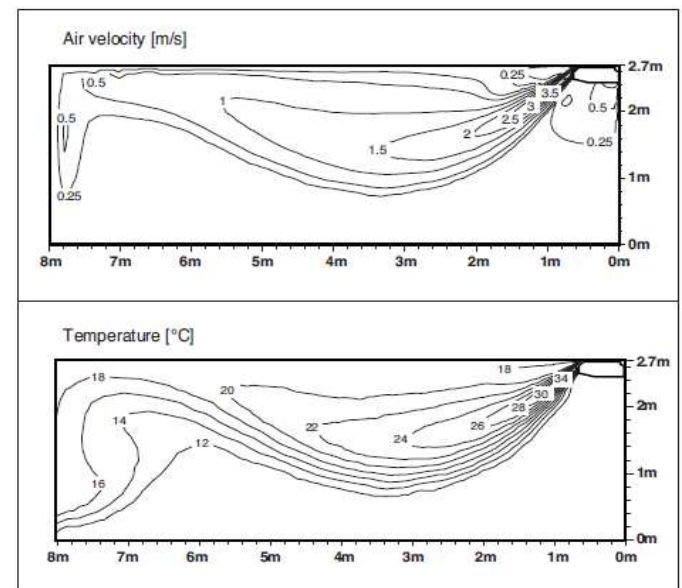 Air velocity [m/s]
0.25 2.7m
0.5 3.5
1 3 0.5 2m
0.5 2.5
2 0.25
1.5
1m
0.25
0m
8m 7m 6m 5m 4m 3m 2m 1m 0m
Temperature [°C]
18 2.7m
18 34
20 30
28 2m
14 22 26
12 24
16 1m
0m
8m 7m 6m 5m 4m 3m 2m 1m 0m